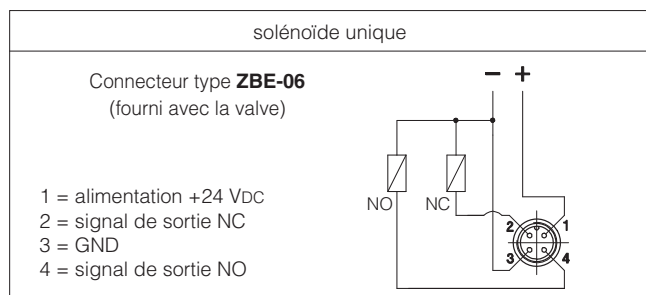 solénoïde unique
Connecteur type ZBE-06
(fourni avec la valve)
1 = alimentation +24 VDC
2 = signal de sortie NC
3 = GND
4 = signal de sortie NO
− +
NO NC
2 1
3 4